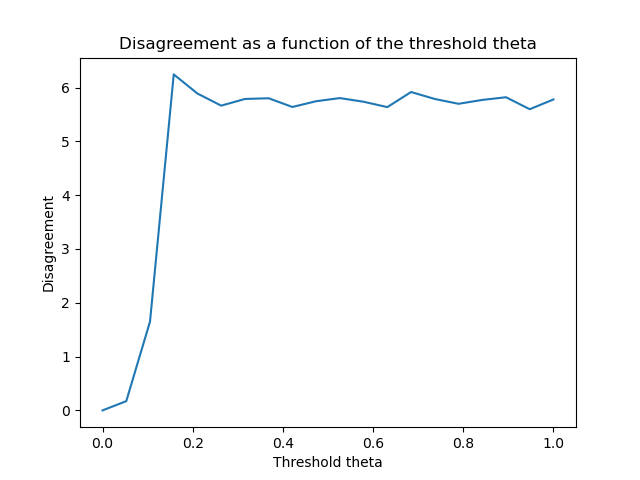 Disagreement as a function of the threshold theta
Disagreement
6
5
4
3
2
1
0
0.0 0.2 0.4 0.6 0.8 1.0
Threshold theta